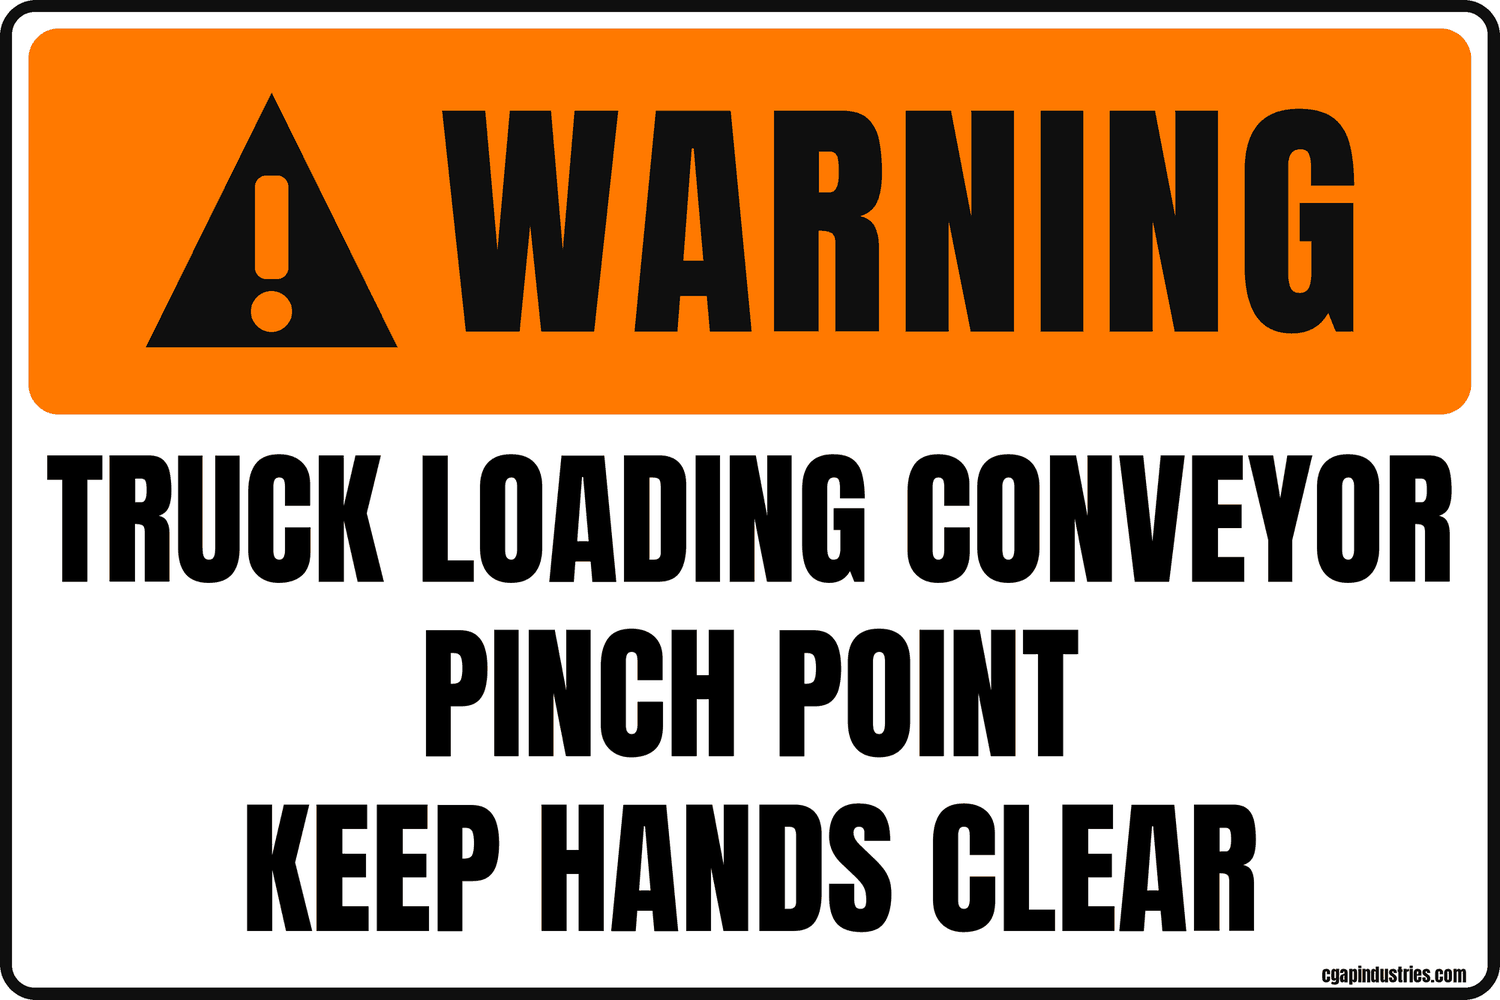 WARNING
TRUCK LOADING CONVEYOR
PINCH POINT
KEEP HANDS CLEAR
cgapindustries.com